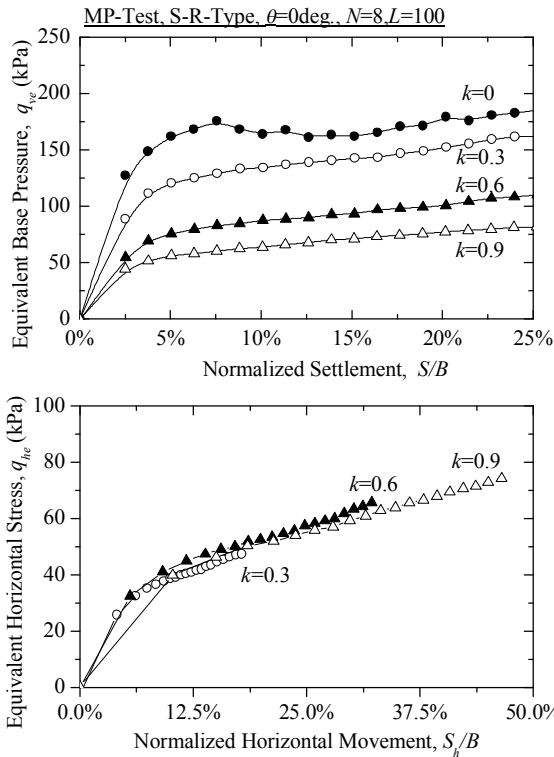 MP-Test, S-R-Type, θ=0deg., N=8,L=100
Equivalent Base Pressure, qve (kPa)
250
200
150
100
50
0
k=0
k=0.3
k=0.6
k=0.9
0% 5% 10% 15% 20% 25%
Normalized Settlement, S/B
Equivalent Horizontal Stress, qhe (kPa)
100
80
60
40
20
0
k=0.9
k=0.6
k=0.3
0.0% 12.5% 25.0% 37.5% 50.0%
Normalized Horizontal Movement, Sh/B